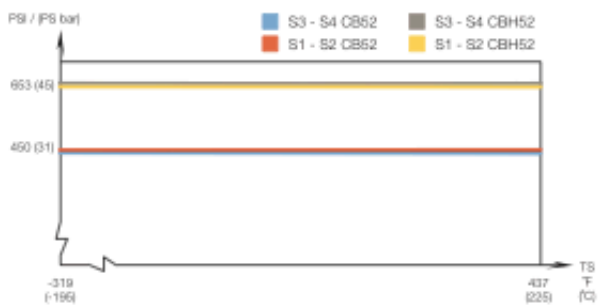 PSI / (PS bar)
S3 - S4 CB52
S3 - S4 CBH52
S1 - S2 CB52
S1 - S2 CBH52
653 (45)
450 (31)
TS
-319
437
°F
(-195)
(225)
(°C)